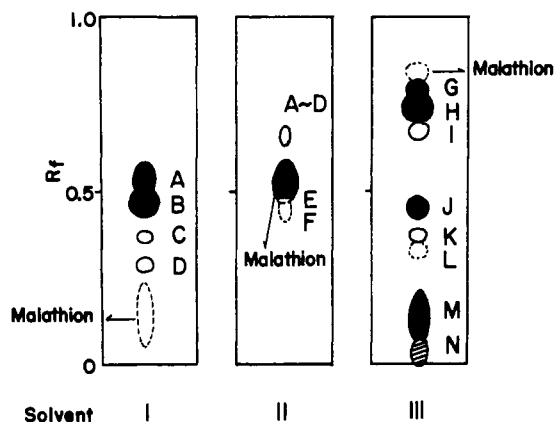 1.0
Malathion
A~D
G
H
I
A
Rf
0.5
B
E
J
F
C
K
D
L
Malathion
Malathion
M
N
0
Solvent I II III